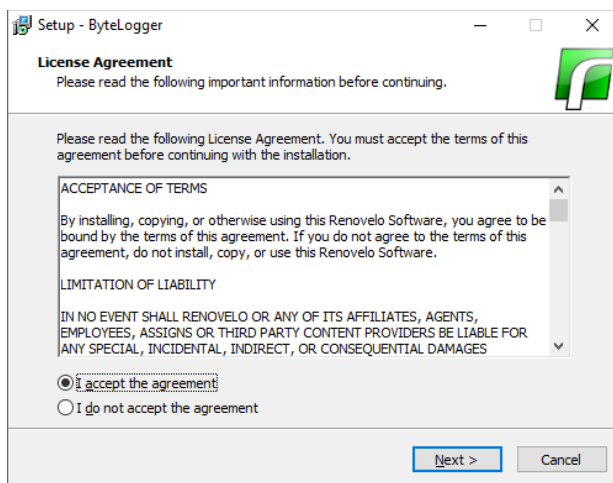 Setup - ByteLogger
License Agreement
Please read the following important information before continuing.
Please read the following License Agreement. You must accept the terms of this
agreement before continuing with the installation.
ACCEPTANCE OF TERMS
By installing, copying, or otherwise using this Renovelo Software, you agree to be
bound by the terms of this agreement. If you do not agree to the terms of this
agreement, do not install, copy, or use this Renovelo Software.
LIMITATION OF LIABILITY
IN NO EVENT SHALL RENOVELO OR ANY OF ITS AFFILIATES, AGENTS,
EMPLOYEES, ASSIGNS OR THIRD PARTY CONTENT PROVIDERS BE LIABLE FOR
ANY SPECIAL, INCIDENTAL, INDIRECT, OR CONSEQUENTIAL DAMAGES
I accept the agreement
I do not accept the agreement
Next >
Cancel